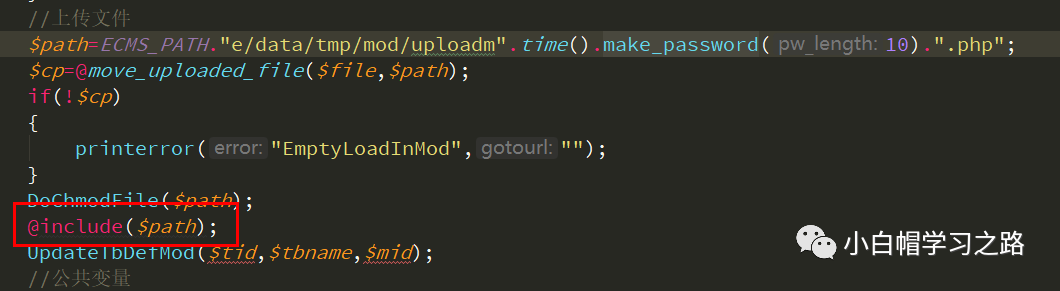 //上传文件
$path=ECMS_PATH."e/data/tmp/mod/uploadm".time().make_password( pw_length: 10).".php";
$cp=@move_uploaded_file($file,$path);
if(!$cp)
{
printerror( error: "EmptyLoadInMod", gotourl: "");
}
DoChmodFile($path);
@include($path);
UpdateTbDefMod($tid,$tbname,$mid);
//公共变量
小白帽学习之路